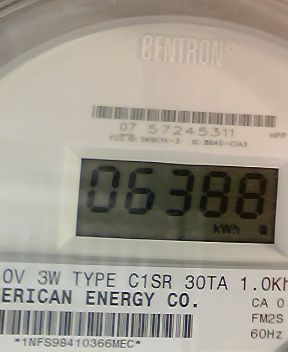 CENTRON®
07 57245311
06388
kWh
0V 3W TYPE C1SR 30TA 1.0Kh
ERICAN ENERGY CO.
CA 0
FM2S
60Hz
*1NFS98410366MEC*